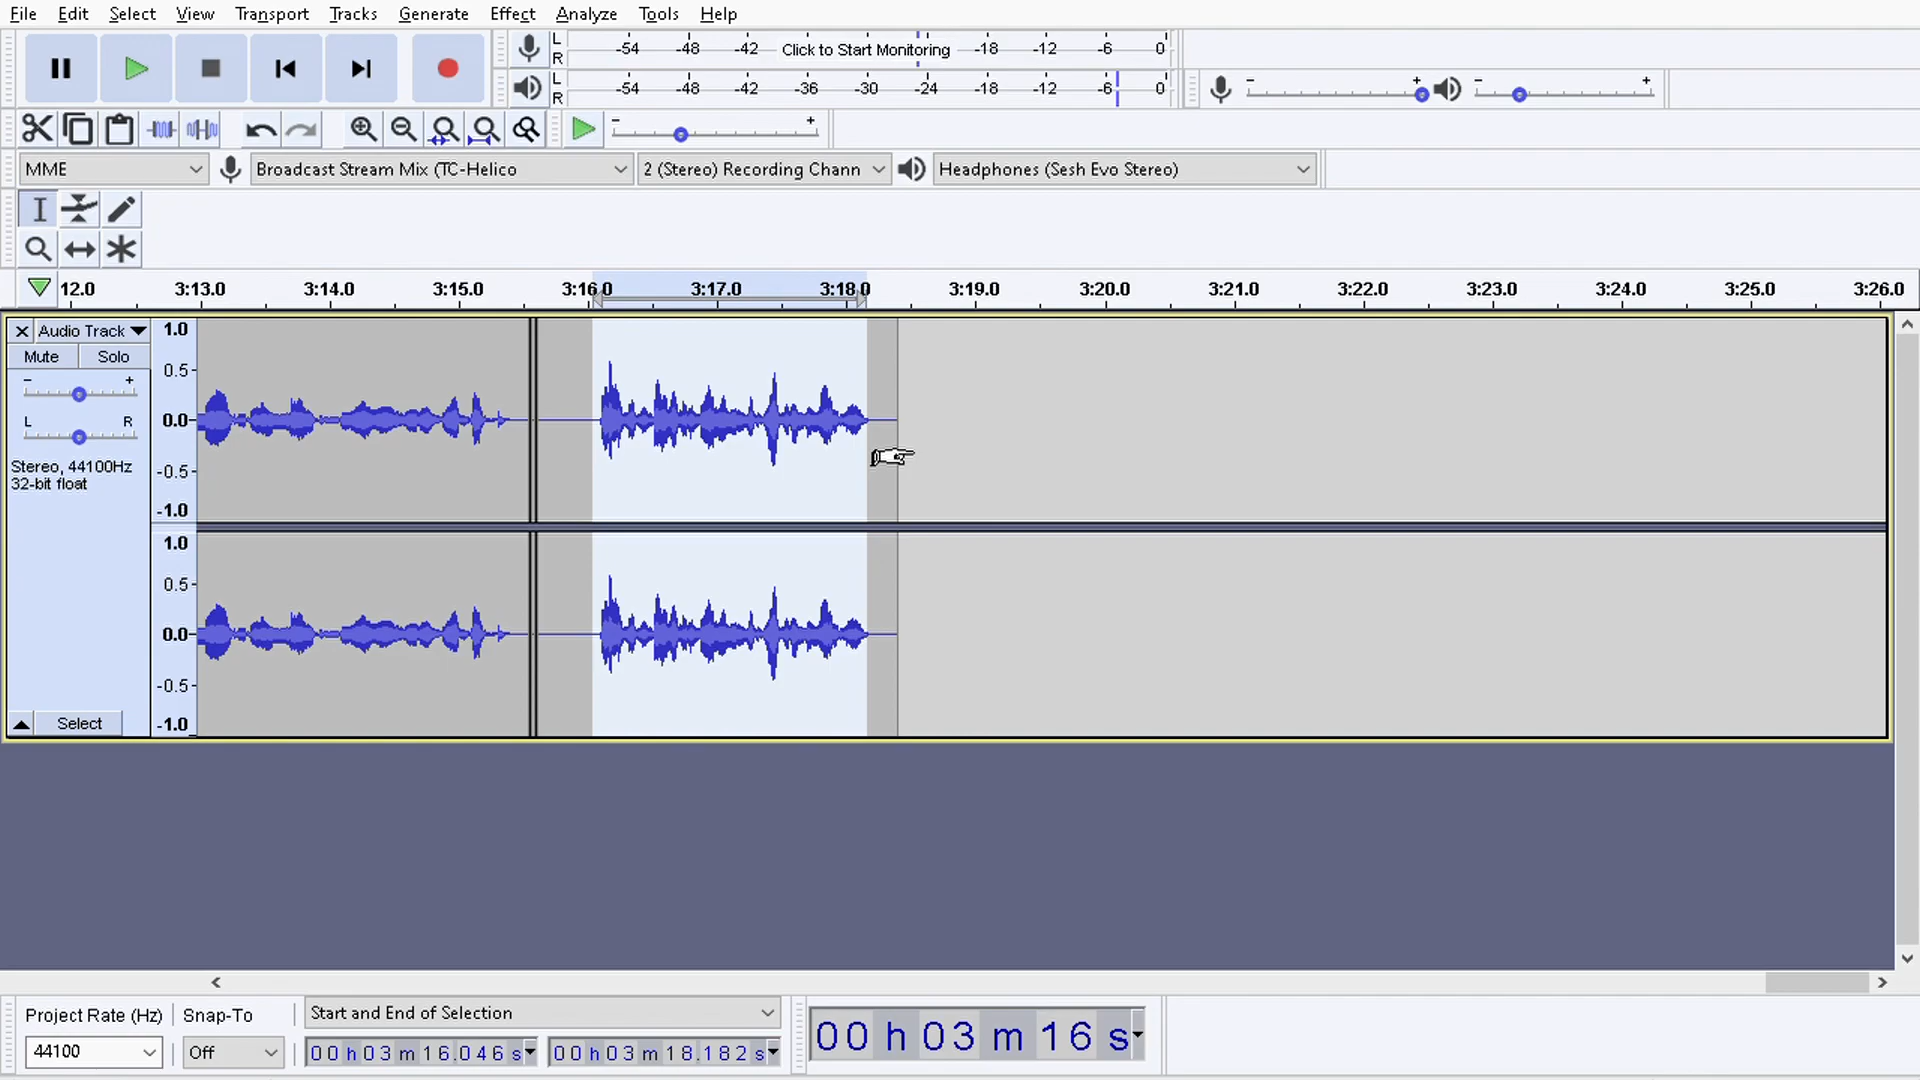 File Edit Select View Transport Tracks Generate Effect Analyze Tools Help
L
R
-54 -48 -42 Click to Start Monitoring -18 -12 -6 0
L
R
-54 -48 -42 -36 -30 -24 -18 -12 -6 0
- +
- +
- +
MME Broadcast Stream Mix (TC-Helico 2 (Stereo) Recording Chann Headphones (Sesh Evo Stereo)
12.0 3:13.0 3:14.0 3:15.0 3:16.0 3:17.0 3:18.0 3:19.0 3:20.0 3:21.0 3:22.0 3:23.0 3:24.0 3:25.0 3:26.0
Audio Track
Mute Solo
- +
L R
Stereo, 44100Hz
32-bit float
1.0
0.5
0.0
-0.5
-1.0
1.0
0.5
0.0
-0.5
-1.0
Select
Project Rate (Hz) Snap-To Start and End of Selection
44100 Off 00 h 03 m 16.046 s 00 h 03 m 18.182 s
00 h 03 m 16 s